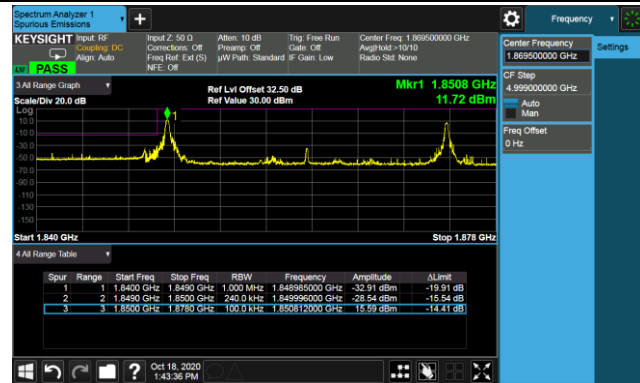 Spectrum Analyzer 1
Spurious Emissions
Frequency
KEYSIGHT Input: RF Input Z: 50 Ω Atten: 10 dB Trig: Free Run Center Freq: 1.869500000 GHz
Coupling: DC Corrections: Off Preamp: Off Gate: Off Avg|Hold:>10/10
Align: Auto Freq Ref: Ext (S) µW Path: Standard IF Gain: Low Radio Std: None
NFE: Off
LXI PASS
3 All Range Graph
Ref Lvl Offset 32.50 dB
Mkr1 1.8508 GHz
Scale/Div 20.0 dB
Ref Value 30.00 dBm
11.72 dBm
Log
10.0
-10.0
-30.0
-50.0
-70.0
-90.0
-110
-130
-150
1
Start 1.840 GHz
Stop 1.878 GHz
4 All Range Table
Spur Range Start Freq Stop Freq RBW Frequency Amplitude ΔLimit
1 1 1.8400 GHz 1.8490 GHz 1.000 MHz 1.848985000 GHz -32.91 dBm -19.91 dB
2 2 1.8490 GHz 1.8500 GHz 240.0 kHz 1.849996000 GHz -28.54 dBm -15.54 dB
3 3 1.8500 GHz 1.8780 GHz 100.0 kHz 1.850812000 GHz 15.59 dBm -14.41 dB
Center Frequency
1.869500000 GHz
Settings
CF Step
4.999000000 GHz
Auto
Man
Freq Offset
0 Hz
?
Oct 18, 2020
1:43:36 PM